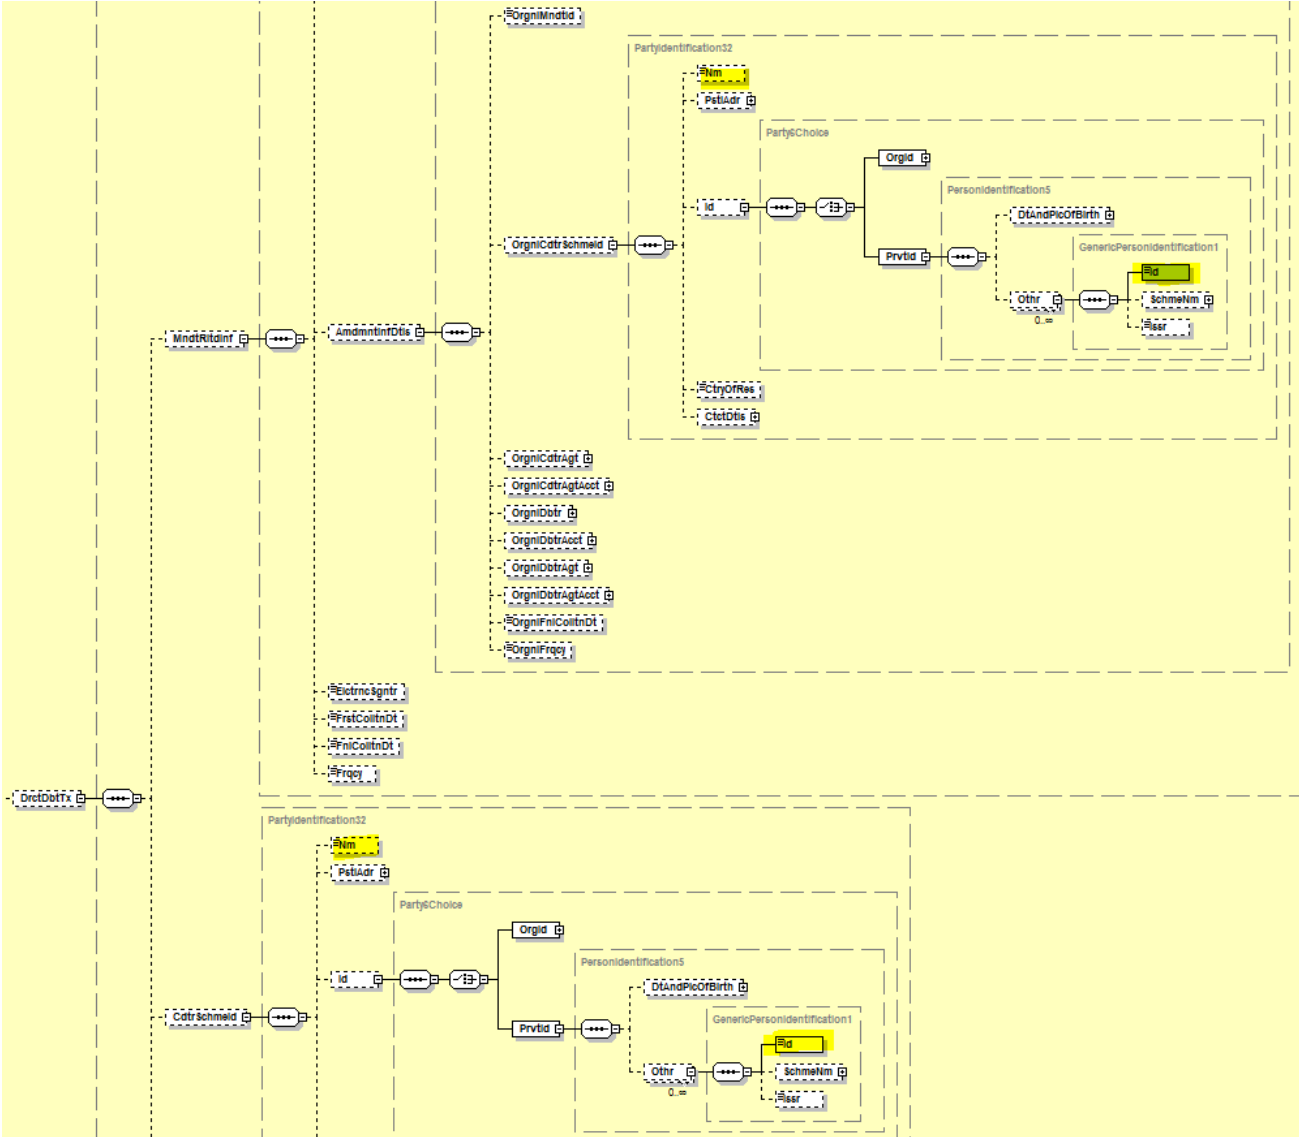 OrgnlMndtId
PartyIdentification32
Nm
PstlAdr
Party6Choice
OrgId
PersonIdentification5
Id
DtAndPlcOfBirth
OrgnlCdtrSchmeId
GenericPersonIdentification1
PrvtId
Id
Othr
SchmeNm
0..∞
Issr
MndtRltdInf
AmdmntInfDtls
CtryOfRes
CtctDtls
OrgnlCdtrAgt
OrgnlCdtrAgtAcct
OrgnlDbtr
OrgnlDbtrAcct
OrgnlDbtrAgt
OrgnlDbtrAgtAcct
OrgnlFnlColltnDt
OrgnlFrqcy
ElctrncSgntr
FrstColltnDt
FnlColltnDt
Frqcy
DrctDbtTx
PartyIdentification32
Nm
PstlAdr
Party6Choice
OrgId
PersonIdentification5
Id
DtAndPlcOfBirth
CdtrSchmeId
GenericPersonIdentification1
PrvtId
Id
Othr
SchmeNm
0..∞
Issr